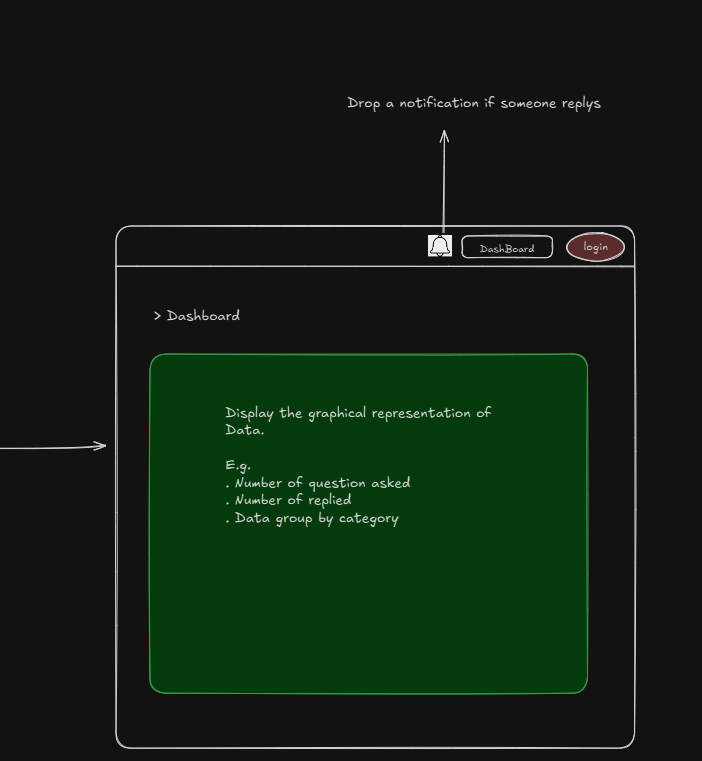 Drop a notification if someone replys
DashBoard
login
> Dashboard
Display the graphical representation of
Data.
E.g.
. Number of question asked
. Number of replied
. Data group by category